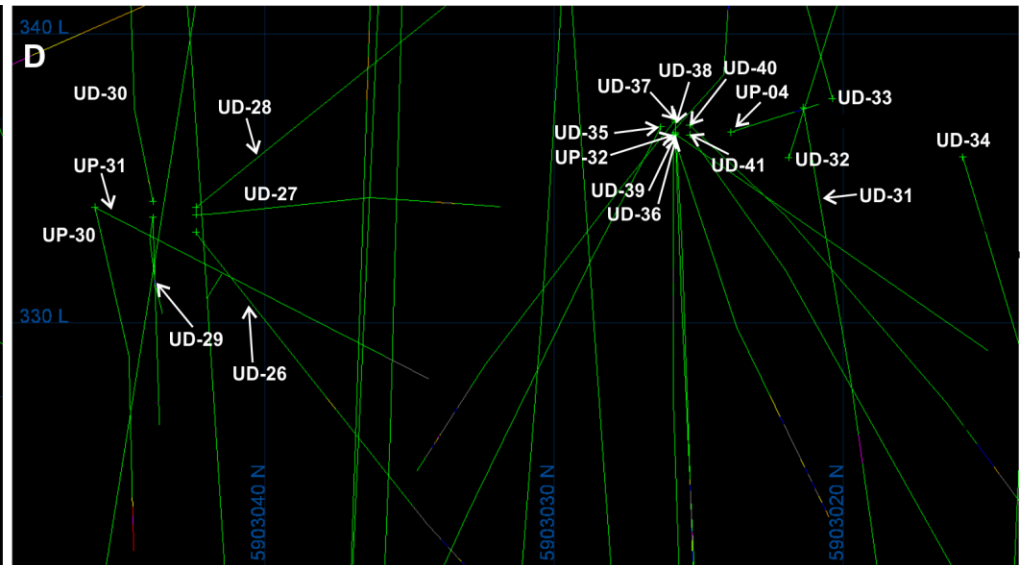 340 L
D
UD-38
UD-40
UD-37
UD-30
UD-28
UP-04
UD-33
UD-35
UD-34
UP-32
UD-41
UD-32
UP-31
UD-39
UD-27
UD-31
UD-36
UP-30
330 L
UD-29
UD-26
5903040 N
5903030 N
5903020 N